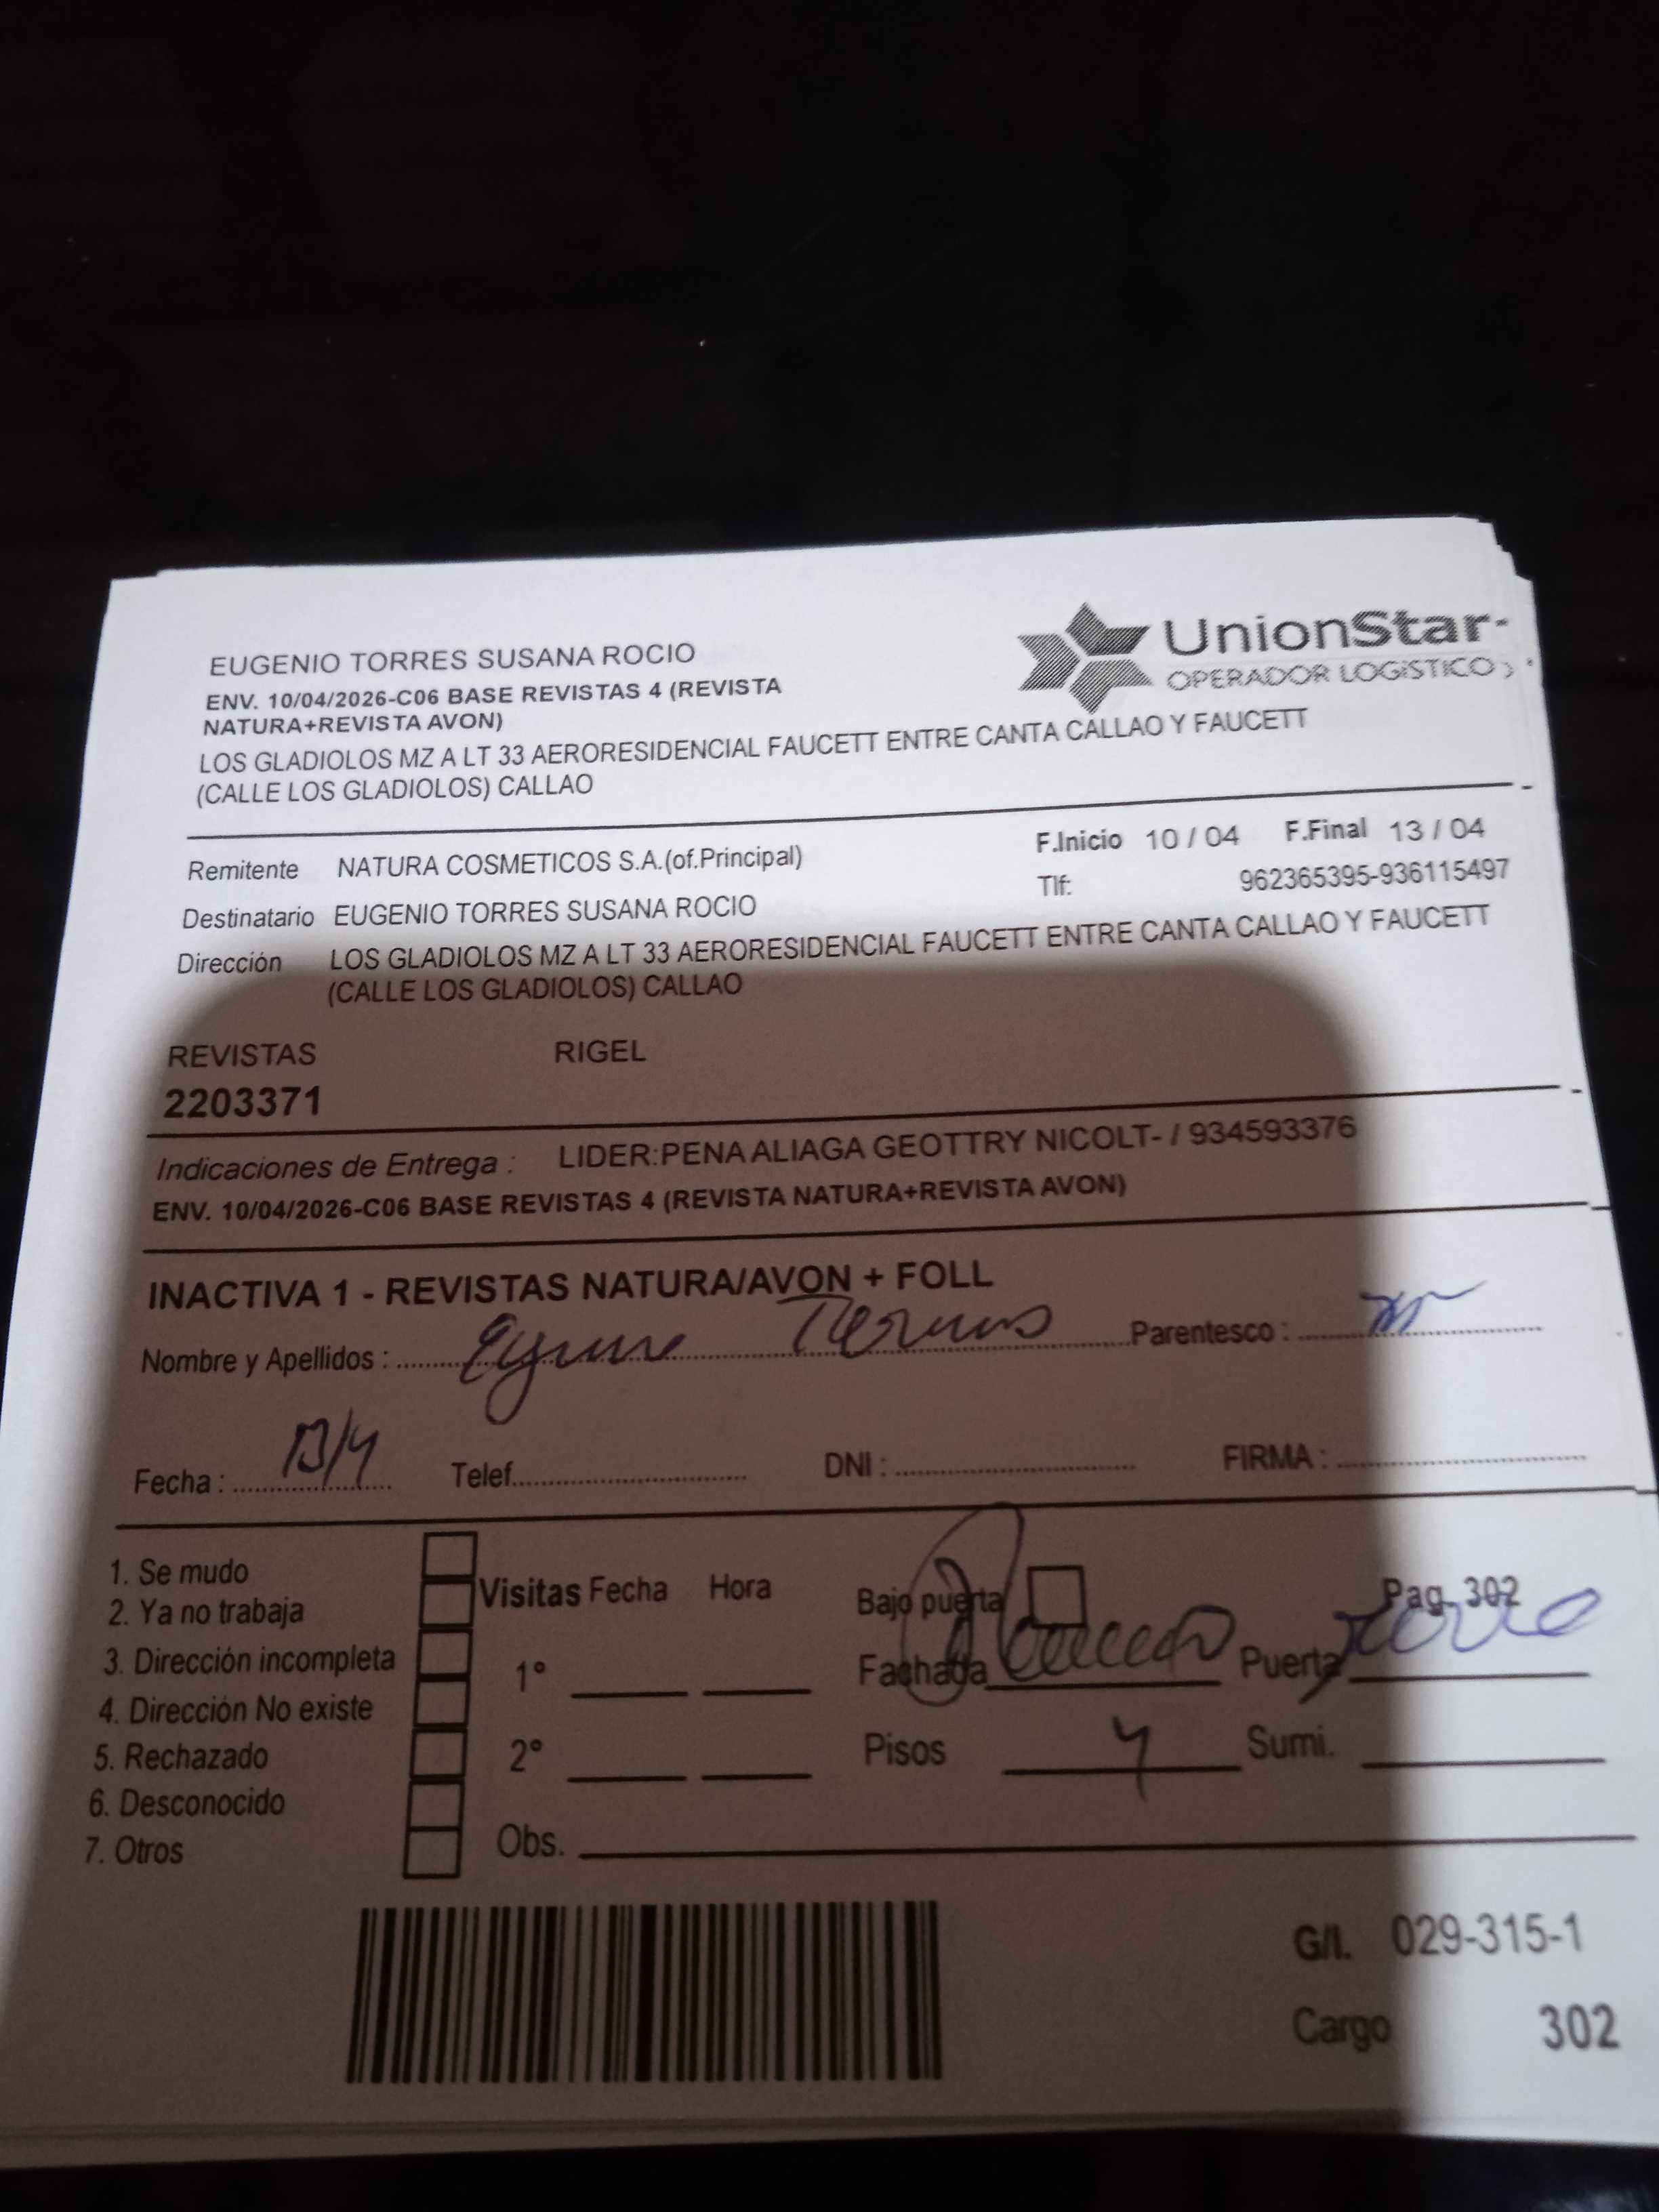 EUGENIO TORRES SUSANA ROCIO
ENV. 10/04/2026-C06 BASE REVISTAS 4 (REVISTA
NATURA+REVISTA AVON)
LOS GLADIOLOS MZ A LT 33 AERORESIDENCIAL FAUCETT ENTRE CANTA CALLAO Y FAUCETT
(CALLE LOS GLADIOLOS) CALLAO
UnionStar
OPERADOR LOGÍSTICO
Remitente NATURA COSMETICOS S.A.(of.Principal)
F.Inicio 10 / 04 F.Final 13 / 04
Tlf: 962365395-936115497
Destinatario EUGENIO TORRES SUSANA ROCIO
Dirección LOS GLADIOLOS MZ A LT 33 AERORESIDENCIAL FAUCETT ENTRE CANTA CALLAO Y FAUCETT
(CALLE LOS GLADIOLOS) CALLAO
REVISTAS RIGEL
2203371
Indicaciones de Entrega : LIDER:PENA ALIAGA GEOTTRY NICOLT- / 934593376
ENV. 10/04/2026-C06 BASE REVISTAS 4 (REVISTA NATURA+REVISTA AVON)
INACTIVA 1 - REVISTAS NATURA/AVON + FOLL
Nombre y Apellidos : Parentesco :
Fecha : 13/4 Telef. DNI : FIRMA :
1. Se mudo
2. Ya no trabaja
3. Dirección incompleta
4. Dirección No existe
5. Rechazado
6. Desconocido
7. Otros
Visitas Fecha Hora
1°
2°
Obs.
Bajo puerta
Pag. 302
Fachada Puerta
Pisos 4 Sumi.
G/I. 029-315-1
Cargo 302